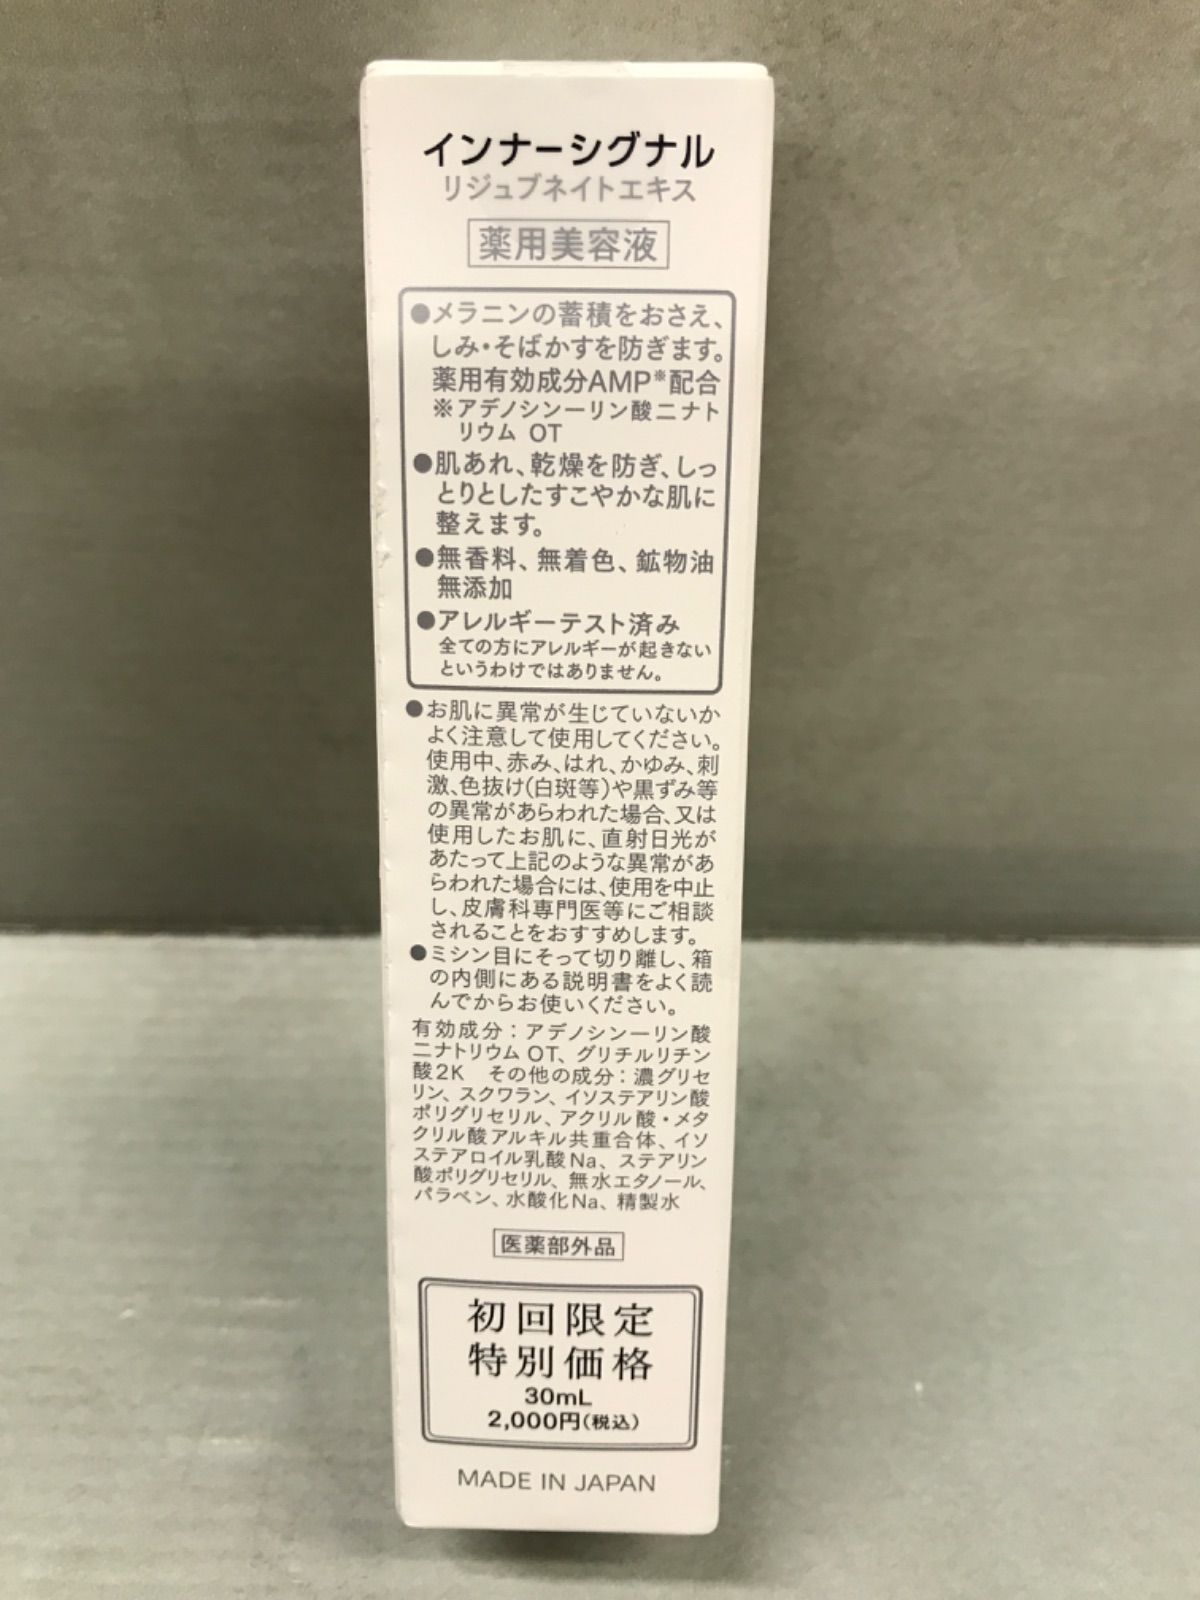 インナーシグナル
リジュブネイトエキス
薬用美容液
●メラニンの蓄積をおさえ、
しみ・そばかすを防ぎます。
薬用有効成分AMP※配合
※アデノシン一リン酸二ナト
リウム OT
●肌あれ、乾燥を防ぎ、しっ
とりとしたすこやかな肌に
整えます。
●無香料、無着色、鉱物油
無添加
●アレルギーテスト済み
全ての方にアレルギーが起きない
というわけではありません。
●お肌に異常が生じていないか
よく注意して使用してください。
使用中、赤み、はれ、かゆみ、刺
激、色抜け(白斑等)や黒ずみ等
の異常があらわれた場合、又は
使用したお肌に、直射日光が
あたって上記のような異常があ
らわれた場合には、使用を中止
し、皮膚科専門医等にご相談
されることをおすすめします。
●ミシン目にそって切り離し、箱
の内側にある説明書をよく読
んでからお使いください。
有効成分：アデノシン一リン酸
二ナトリウム OT、グリチルリチン
酸2K その他の成分：濃グリセ
リン、スクワラン、イソステアリン酸
ポリグリセリル、アクリル酸・メタ
クリル酸アルキル共重合体、イソ
ステアロイル乳酸Na、ステアリン
酸ポリグリセリル、無水エタノール、
パラベン、水酸化Na、精製水
医薬部外品
初回限定
特別価格
30mL
2,000円(税込)
MADE IN JAPAN